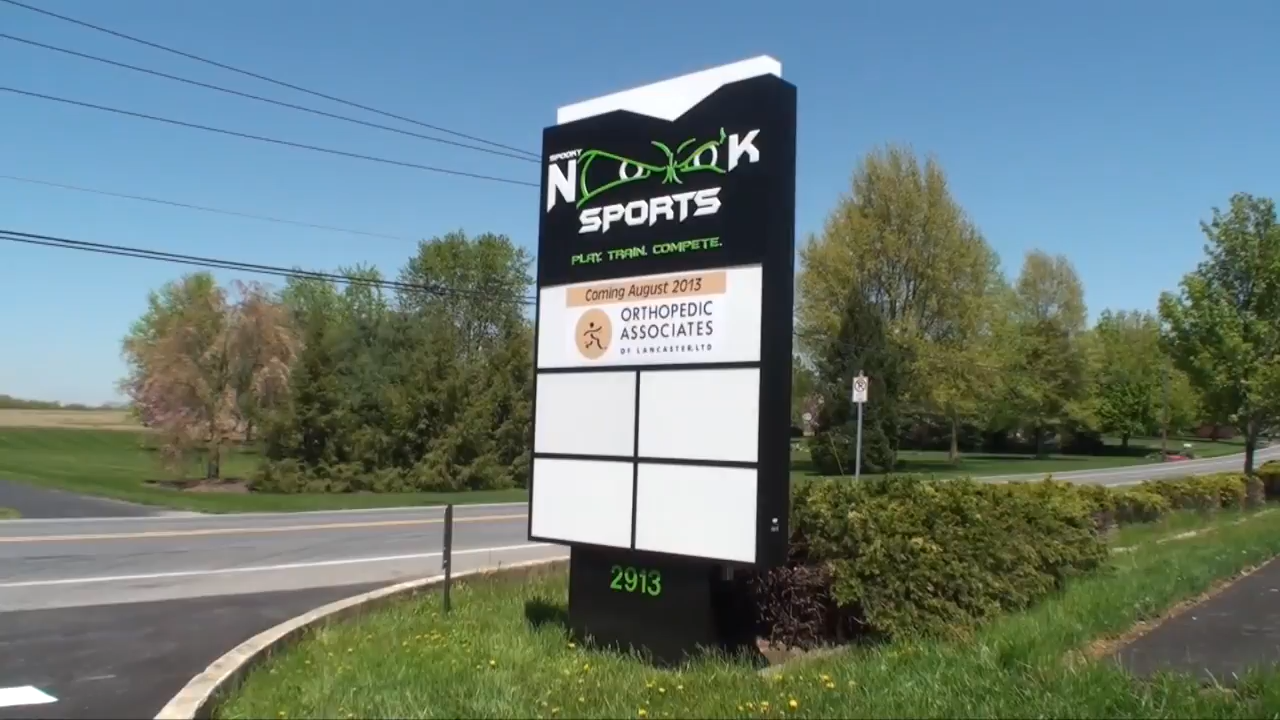 SPOOKY
NOOK
SPORTS
PLAY. TRAIN. COMPETE.
Coming August 2013
ORTHOPEDIC
ASSOCIATES
OF LANCASTER, LTD
2913